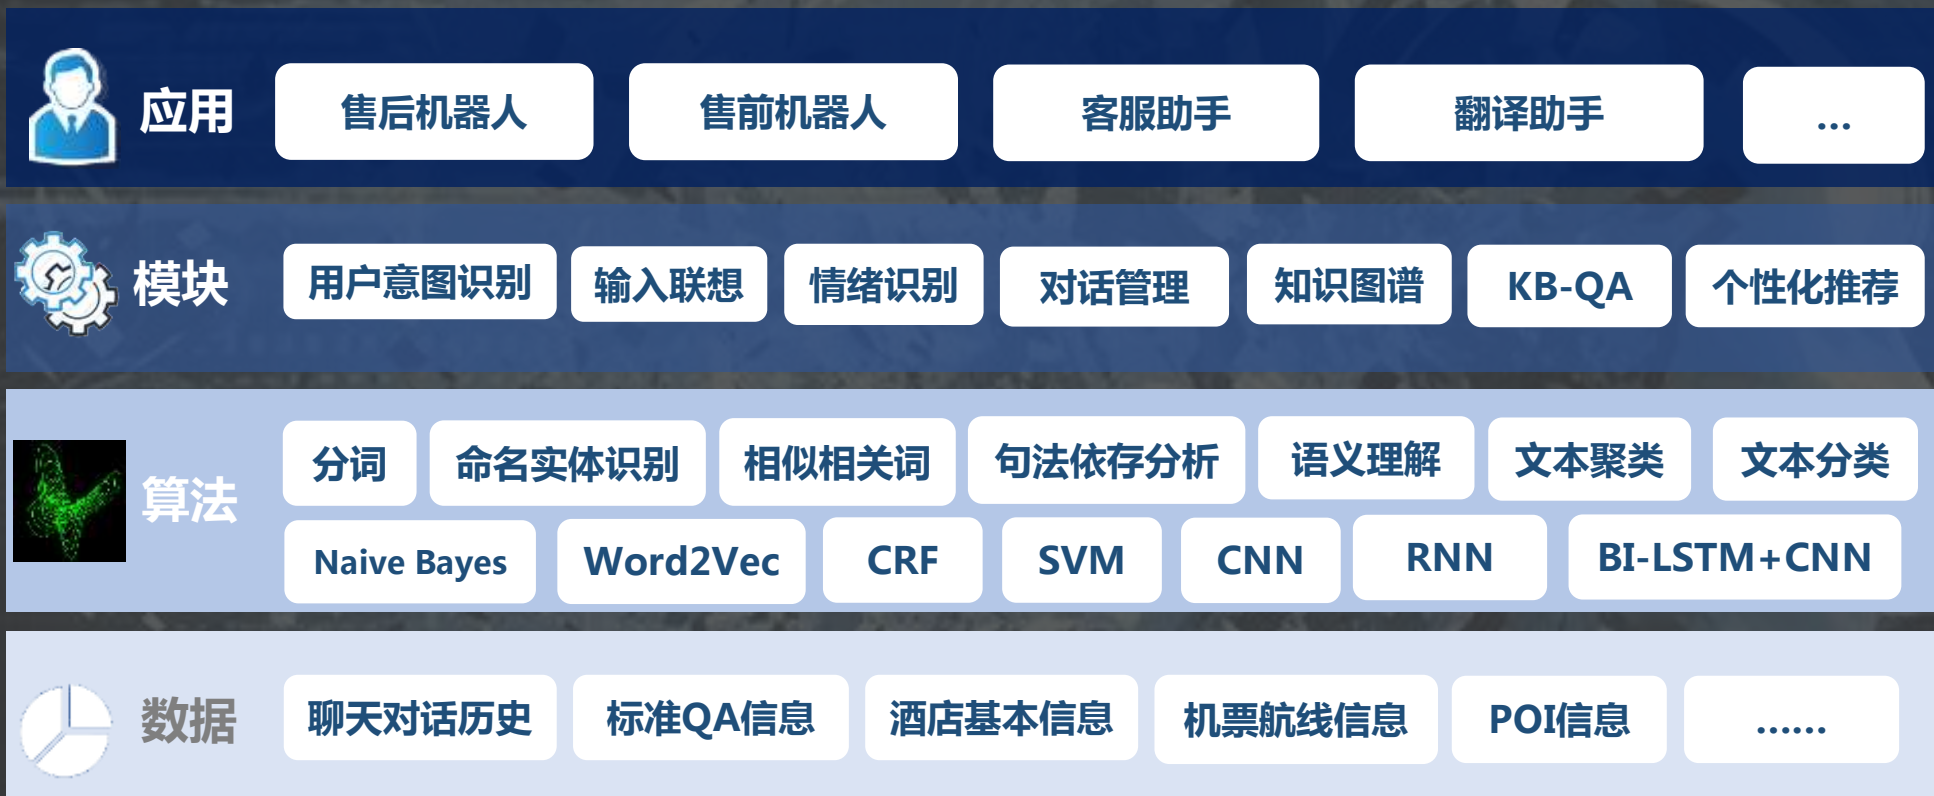 应用 售后机器人 售前机器人 客服助手 翻译助手 ...
模块 用户意图识别 输入联想 情绪识别 对话管理 知识图谱 KB-QA 个性化推荐
算法 分词 命名实体识别 相似相关词 句法依存分析 语义理解 文本聚类 文本分类
Naive Bayes Word2Vec CRF SVM CNN RNN BI-LSTM+CNN
数据 聊天对话历史 标准QA信息 酒店基本信息 机票航线信息 POI信息 ......